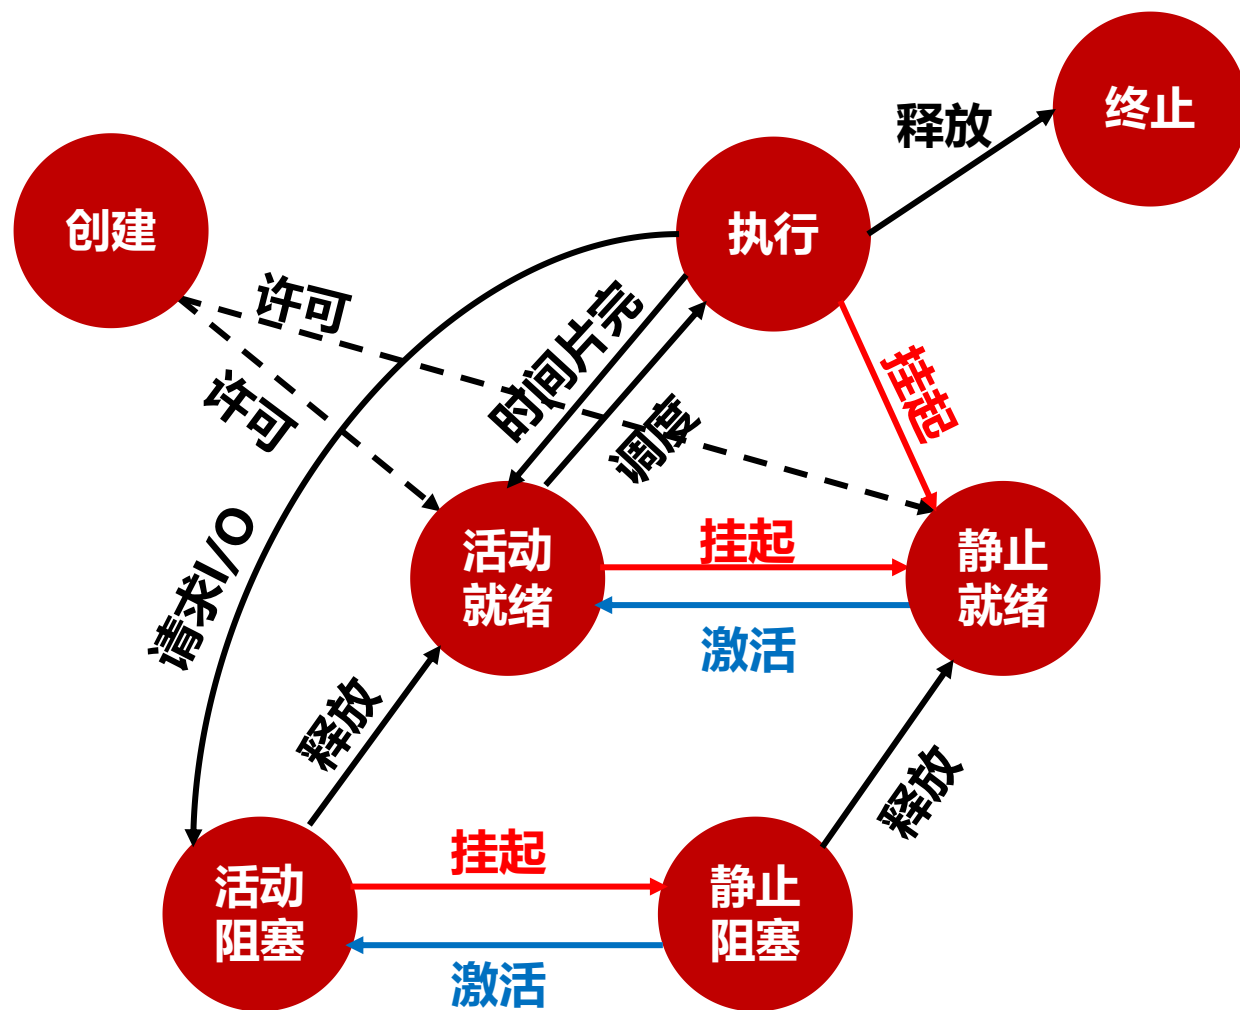 终止
释放
创建
执行
许可
许可
时间片完
挂起
调度
请求I/O
活动
就绪
挂起
激活
静止
就绪
释放
释放
活动
阻塞
挂起
激活
静止
阻塞